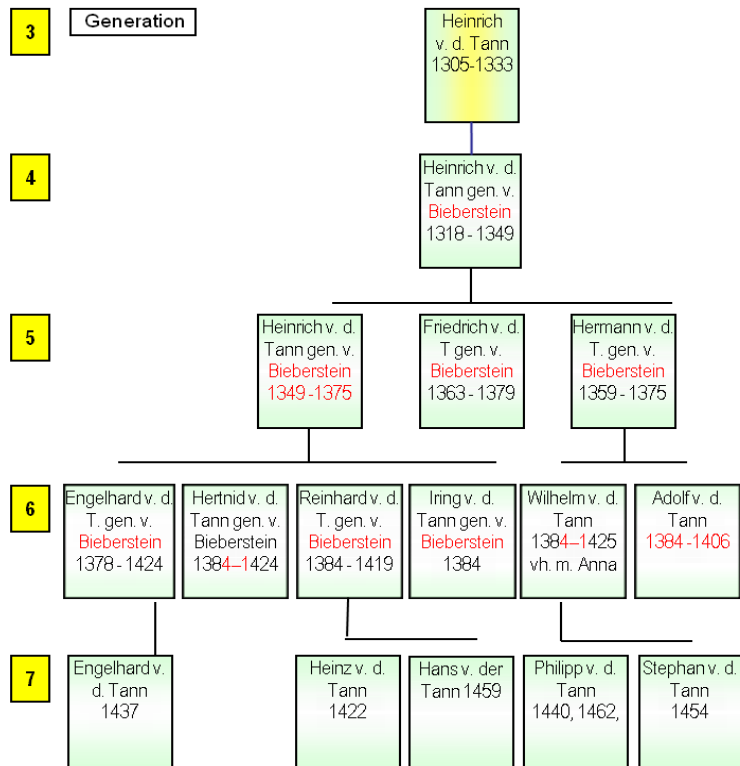 3
Generation
Heinrich
v. d. Tann
1305-1333
4
Heinrich v. d.
Tann gen. v.
Bieberstein
1318 - 1349
5
Heinrich v. d.
Tann gen. v.
Bieberstein
1349 -1375
Friedrich v. d.
T gen. v.
Bieberstein
1363 - 1379
Hermann v. d.
T. gen. v.
Bieberstein
1359 - 1375
6
Engelhard v. d.
T. gen. v.
Bieberstein
1378 - 1424
Hertnid v. d.
Tann gen. v.
Bieberstein
1384–1424
Reinhard v. d.
T. gen. v.
Bieberstein
1384 - 1419
Iring v. d.
Tann gen. v.
Bieberstein
1384
Wilhelm v. d.
Tann
1384–1425
vh. m. Anna
Adolf v. d.
Tann
1384 -1406
7
Engelhard v.
d. Tann
1437
Heinz v. d.
Tann
1422
Hans v. der
Tann 1459
Philipp v. d.
Tann
1440, 1462,
Stephan v. d.
Tann
1454